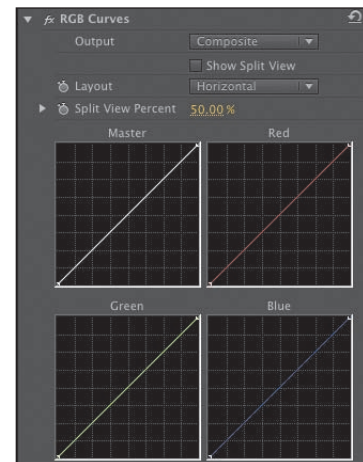 fx RGB Curves
Output Composite
Show Split View
Layout Horizontal
Split View Percent 50.00 %
Master Red
Green Blue